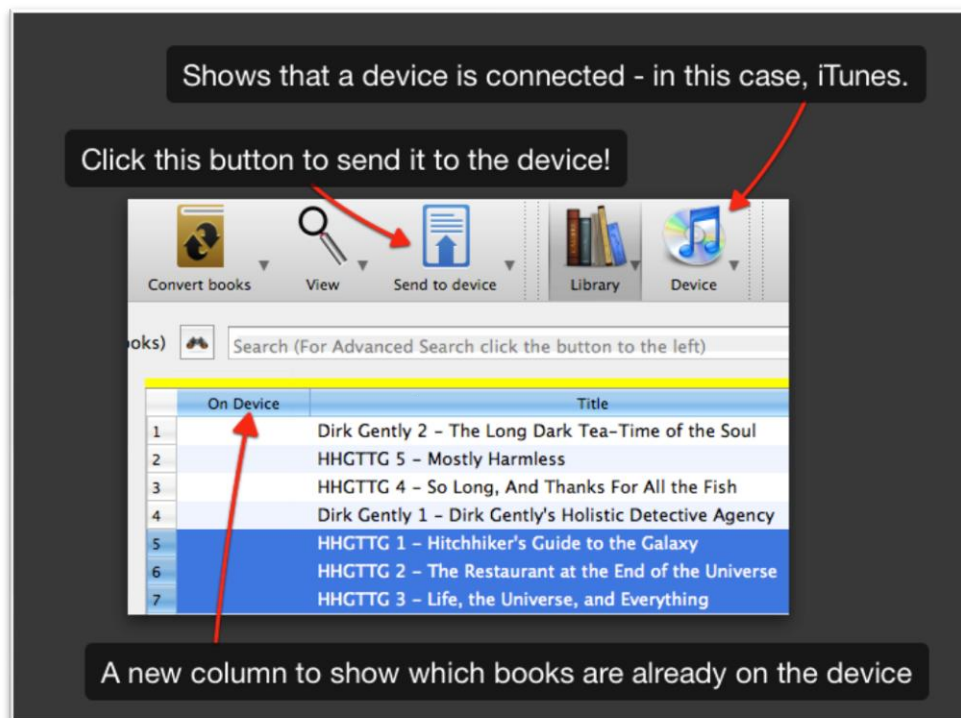 Shows that a device is connected - in this case, iTunes.
Click this button to send it to the device!
Convert books
View
Send to device
Library
Device
ooks)
Search (For Advanced Search click the button to the left)
On Device
Title
1 Dirk Gently 2 – The Long Dark Tea-Time of the Soul
2 HHGTTG 5 – Mostly Harmless
3 HHGTTG 4 – So Long, And Thanks For All the Fish
4 Dirk Gently 1 – Dirk Gently's Holistic Detective Agency
5 HHGTTG 1 – Hitchhiker's Guide to the Galaxy
6 HHGTTG 2 – The Restaurant at the End of the Universe
7 HHGTTG 3 – Life, the Universe, and Everything
A new column to show which books are already on the device